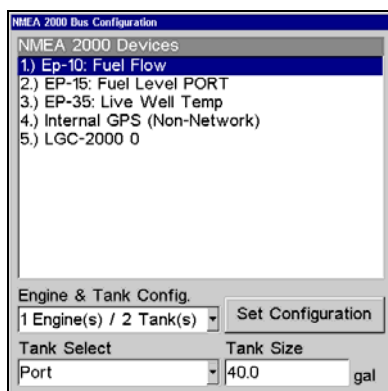 NMEA 2000 Bus Configuration
NMEA 2000 Devices
1.) Ep-10: Fuel Flow
2.) EP-15: Fuel Level PORT
3.) EP-35: Live Well Temp
4.) Internal GPS (Non-Network)
5.) LGC-2000 0
Engine & Tank Config.
1 Engine(s) / 2 Tank(s)
Set Configuration
Tank Select
Tank Size
Port
40.0
gal